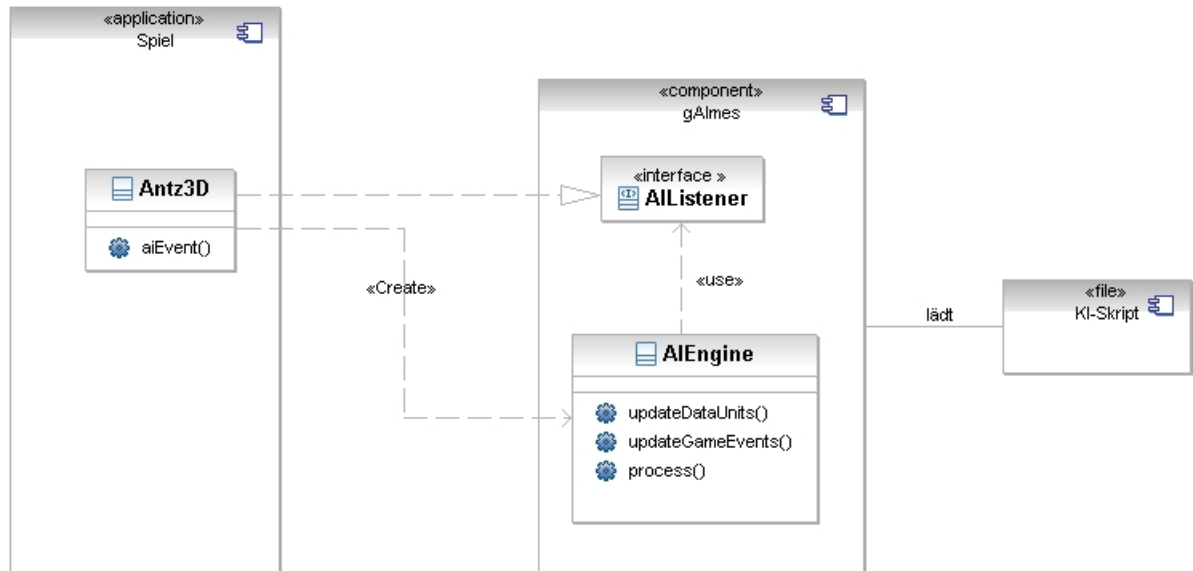 «application»
Spiel
Antz3D
aiEvent()
«Create»
«component»
gAImes
«interface »
AIListener
«use»
AIEngine
updateDataUnits()
updateGameEvents()
process()
lädt
«file»
KI-Skript